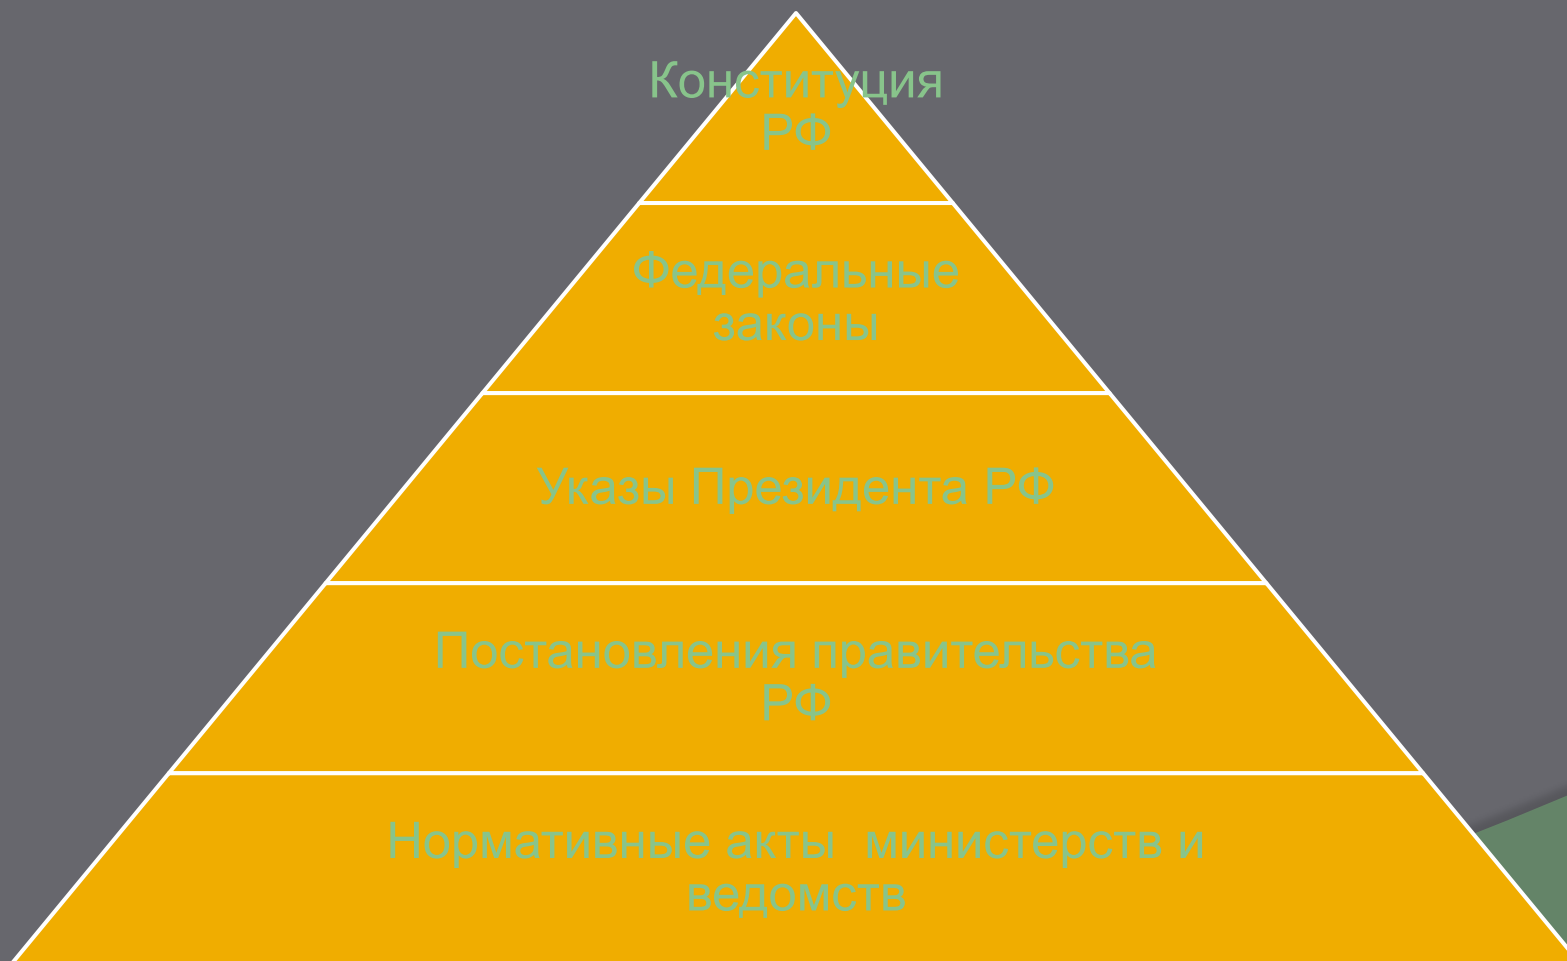 Конституция
РФ
Федеральные
законы
Указы Президента РФ
Постановления правительства
РФ
Нормативные акты  министерств и
ведомств